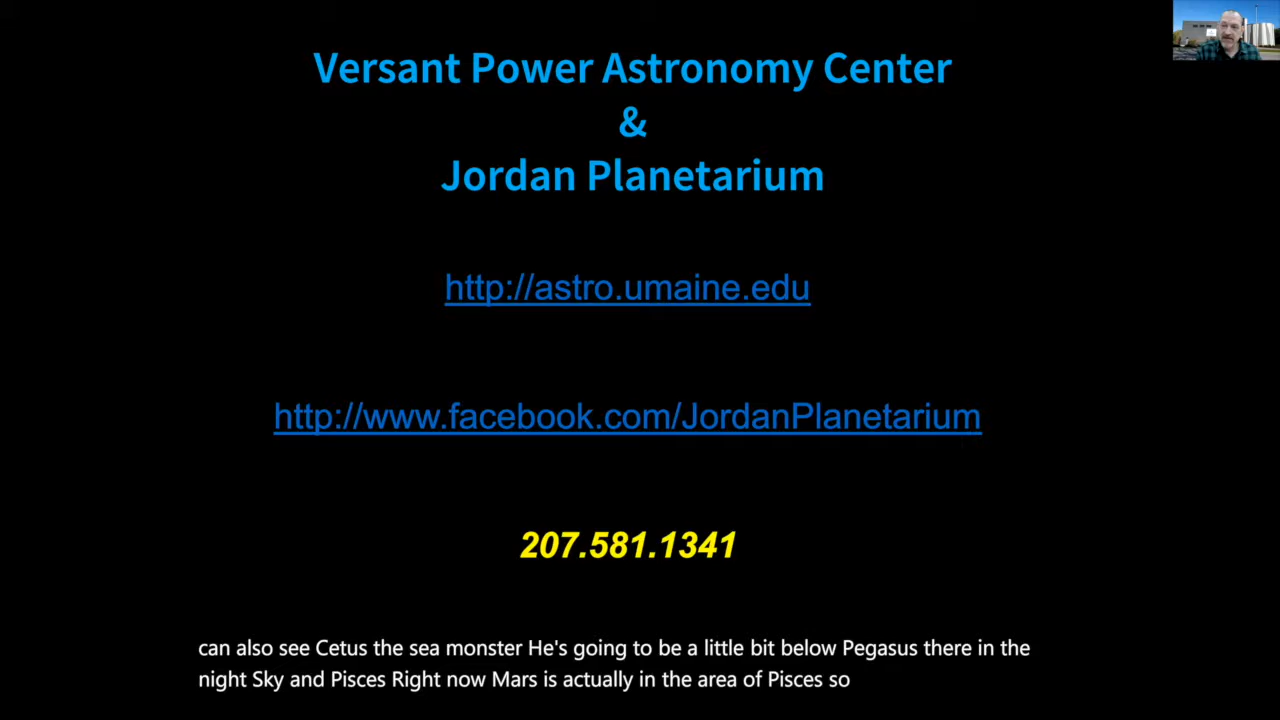 Versant Power Astronomy Center
&
Jordan Planetarium
http://astro.umaine.edu
http://www.facebook.com/JordanPlanetarium
207.581.1341
can also see Cetus the sea monster He's going to be a little bit below Pegasus there in the
night Sky and Pisces Right now Mars is actually in the area of Pisces so